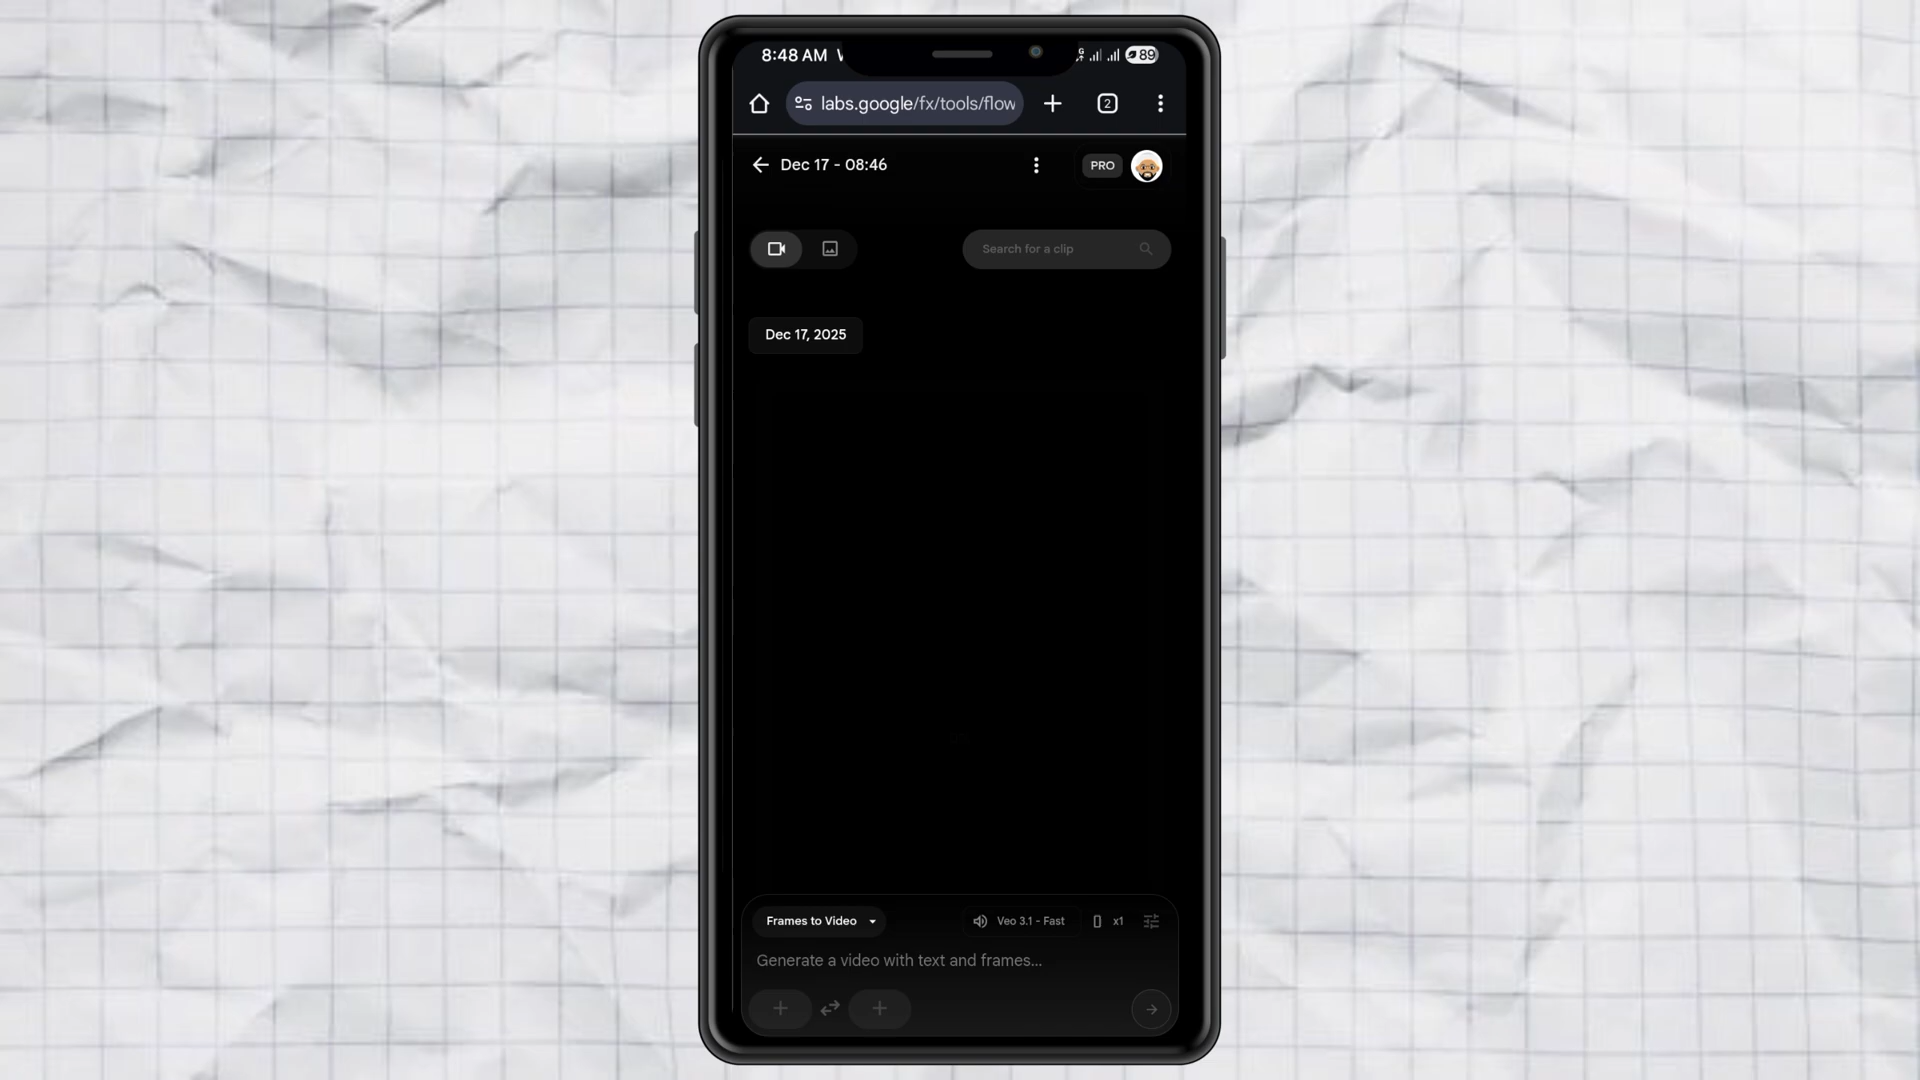 8:48 AM
89
labs.google/fx/tools/flow
2
Dec 17 - 08:46
PRO
Search for a clip
Dec 17, 2025
Frames to Video
Veo 3.1 - Fast
x1
Generate a video with text and frames...